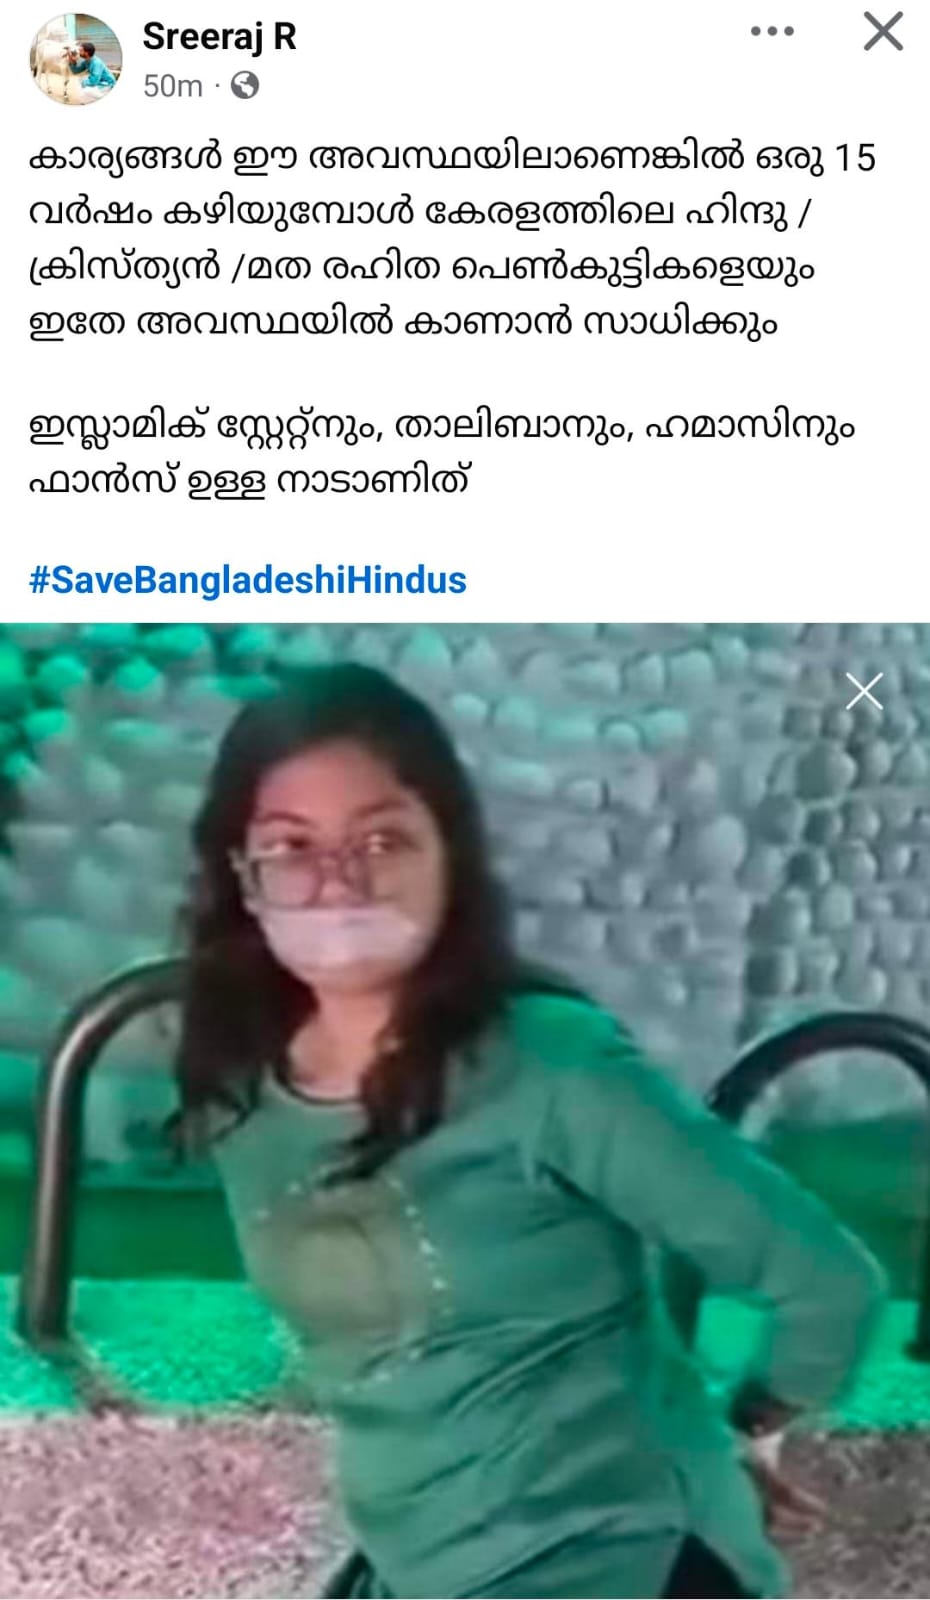 Sreeraj R
50m ·
കാര്യങ്ങൾ ഈ അവസ്ഥയിലാണെങ്കിൽ ഒരു 15
വർഷം കഴിയുമ്പോൾ കേരളത്തിലെ ഹിന്ദു /
ക്രിസ്ത്യൻ /മത രഹിത പെൺകുട്ടികളെയും
ഇതേ അവസ്ഥയിൽ കാണാൻ സാധിക്കും
ഇസ്ലാമിക് സ്റ്റേറ്റ്നും, താലിബാനും, ഹമാസിനും
ഫാൻസ് ഉള്ള നാടാണിത്
#SaveBangladeshiHindus